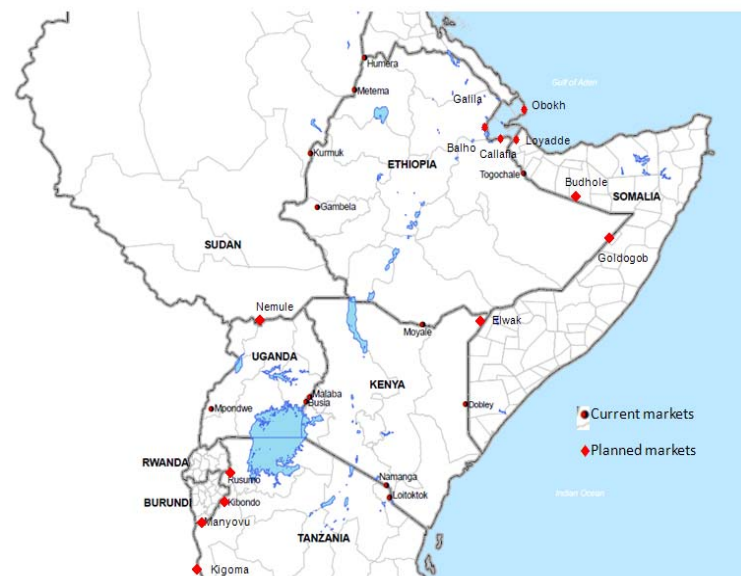 Humera
Gulf of Aden
Metema
Galila
Obokh
Balho
Loyadde
Callafia
Kurmuk
ETHIOPIA
Togochale
Budhole
SOMALIA
Gambela
SUDAN
Goldogob
Nemule
Elwak
Moyale
UGANDA
KENYA
Malaba
Busia
Mpondwe
Dobley
Current markets
Planned markets
RWANDA
Rusumo
Namanga
Loitoktok
BURUNDI
Kibondo
Indian Ocean
Manyovu
TANZANIA
Kigoma